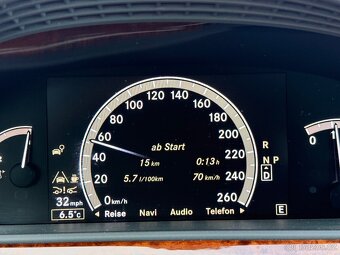 120 140
100 160
80 180
60 200
40 220
20 240
0 km/h 260
ab Start
15 km 0:13 h
5.7 l/100km 70 km/h
R
N P
D
E
32 mph
6.5°C
Reise Navi Audio Telefon
0